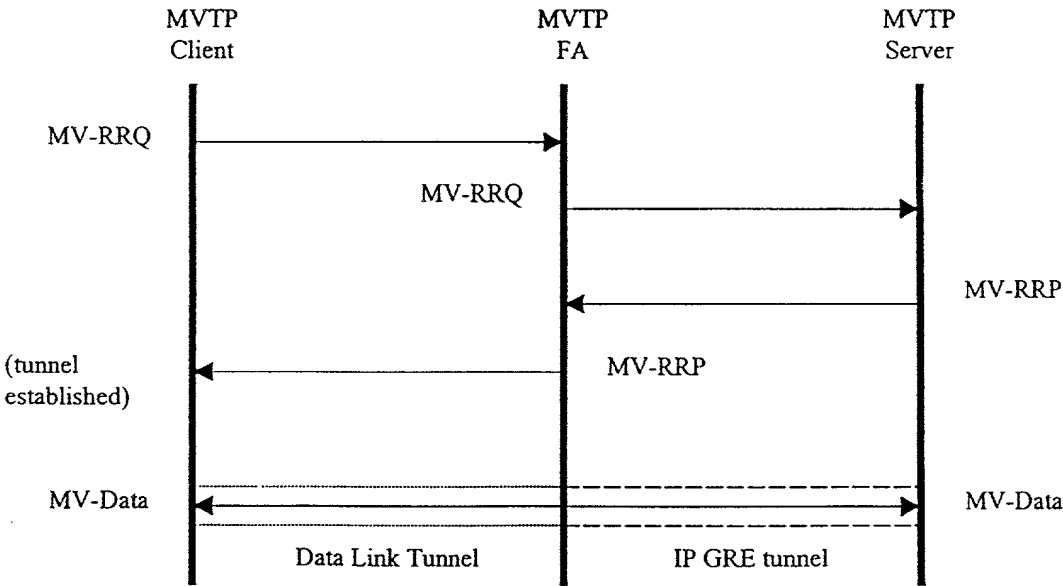 MVTP
Client
MVTP
FA
MVTP
Server
MV-RRQ
MV-RRQ
MV-RRP
(tunnel
established)
MV-RRP
MV-Data
MV-Data
Data Link Tunnel
IP GRE tunnel